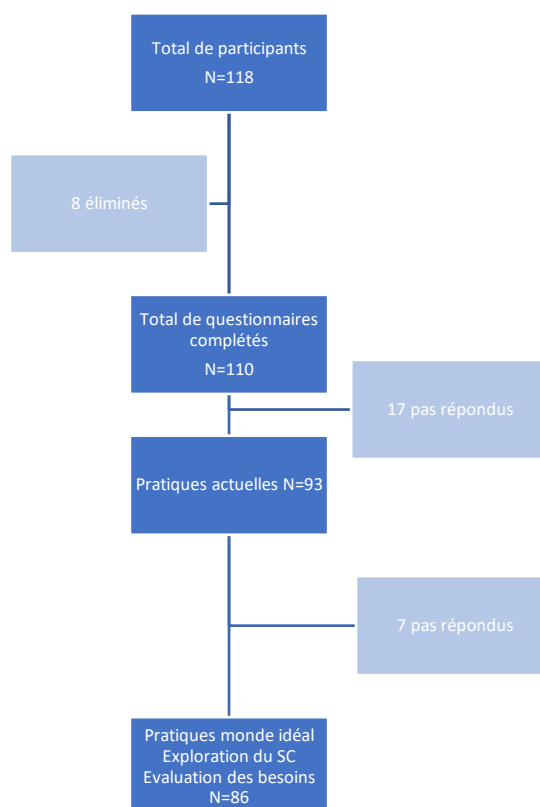 Total de participants
N=118
8 éliminés
Total de questionnaires
complétés
N=110
17 pas répondus
Pratiques actuelles N=93
7 pas répondus
Pratiques monde idéal
Exploration du SC
Evaluation des besoins
N=86